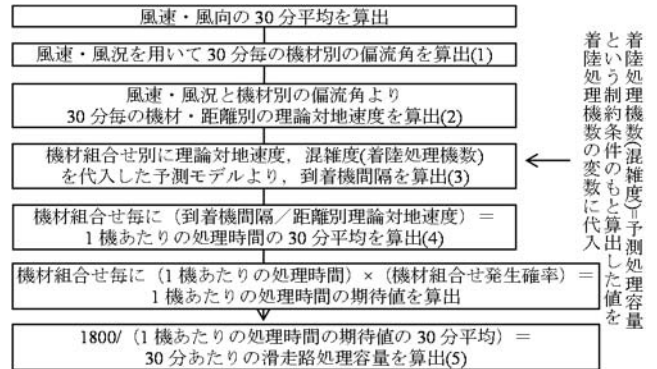 風速・風向の30分平均を算出
風速・風況を用いて30分毎の機材別の偏流角を算出(1)
風速・風況と機材別の偏流角より
30分毎の機材・距離別の理論対地速度を算出(2)
機材組合せ別に理論対地速度，混雑度(着陸処理機数)
を代入した予測モデルより，到着機間隔を算出(3)
機材組合せ毎に（到着機間隔／距離別理論対地速度）＝
1機あたりの処理時間の30分平均を算出(4)
機材組合せ毎に（1機あたりの処理時間）×（機材組合せ発生確率）＝
1機あたりの処理時間の期待値を算出
1800/（1機あたりの処理時間の期待値の30分平均）＝
30分あたりの滑走路処理容量を算出(5)
着陸処理機数(混雑度)=予測処理容量
という制約条件のもと算出した値を
着陸処理機数の変数に代入